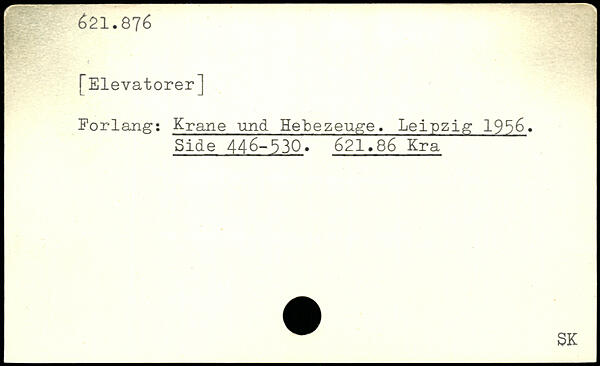 621.876
[Elevatorer]
Forlang: Krane und Hebezeuge. Leipzig 1956.
Side 446-530. 621.86 Kra
SK